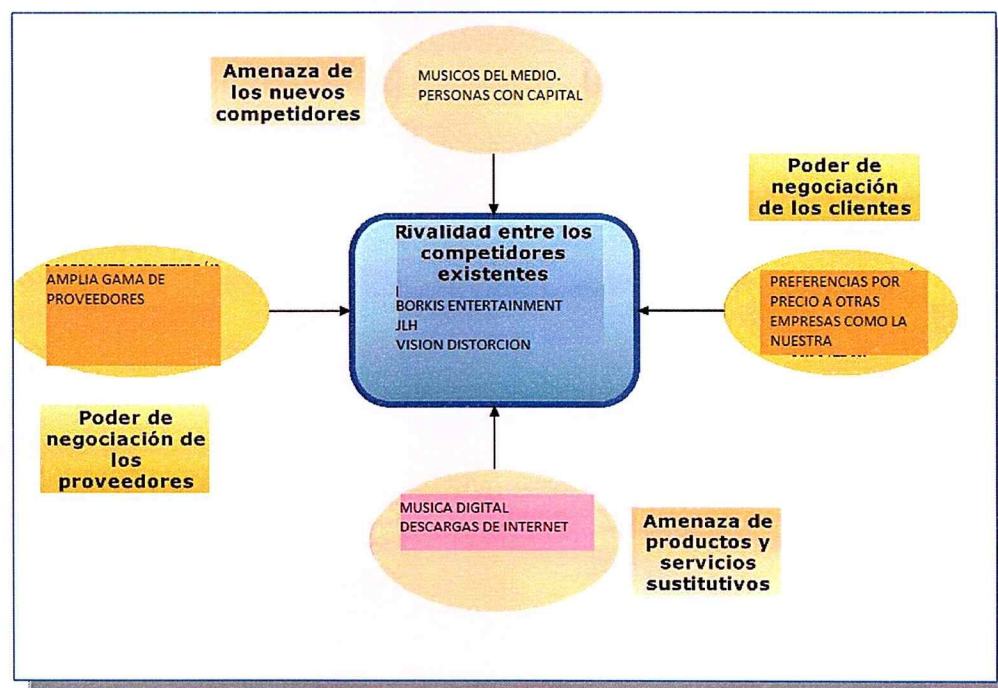 Amenaza de
los nuevos
competidores
MUSICOS DEL MEDIO.
PERSONAS CON CAPITAL
Poder de
negociación
de los clientes
Rivalidad entre los
competidores
existentes
BORKIS ENTERTAINMENT
JLH
VISION DISTORCION
AMPLIA GAMA DE
PROVEEDORES
PREFERENCIAS POR
PRECIO A OTRAS
EMPRESAS COMO LA
NUESTRA
Poder de
negociación de
los
proveedores
MUSICA DIGITAL
DESCARGAS DE INTERNET
Amenaza de
productos y
servicios
sustitutivos